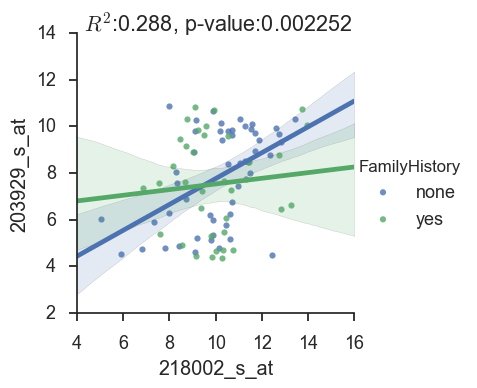 R²:0.288, p-value:0.002252
14
12
10
8
6
4
2
203929_s_at
4 6 8 10 12 14 16
218002_s_at
FamilyHistory
none
yes